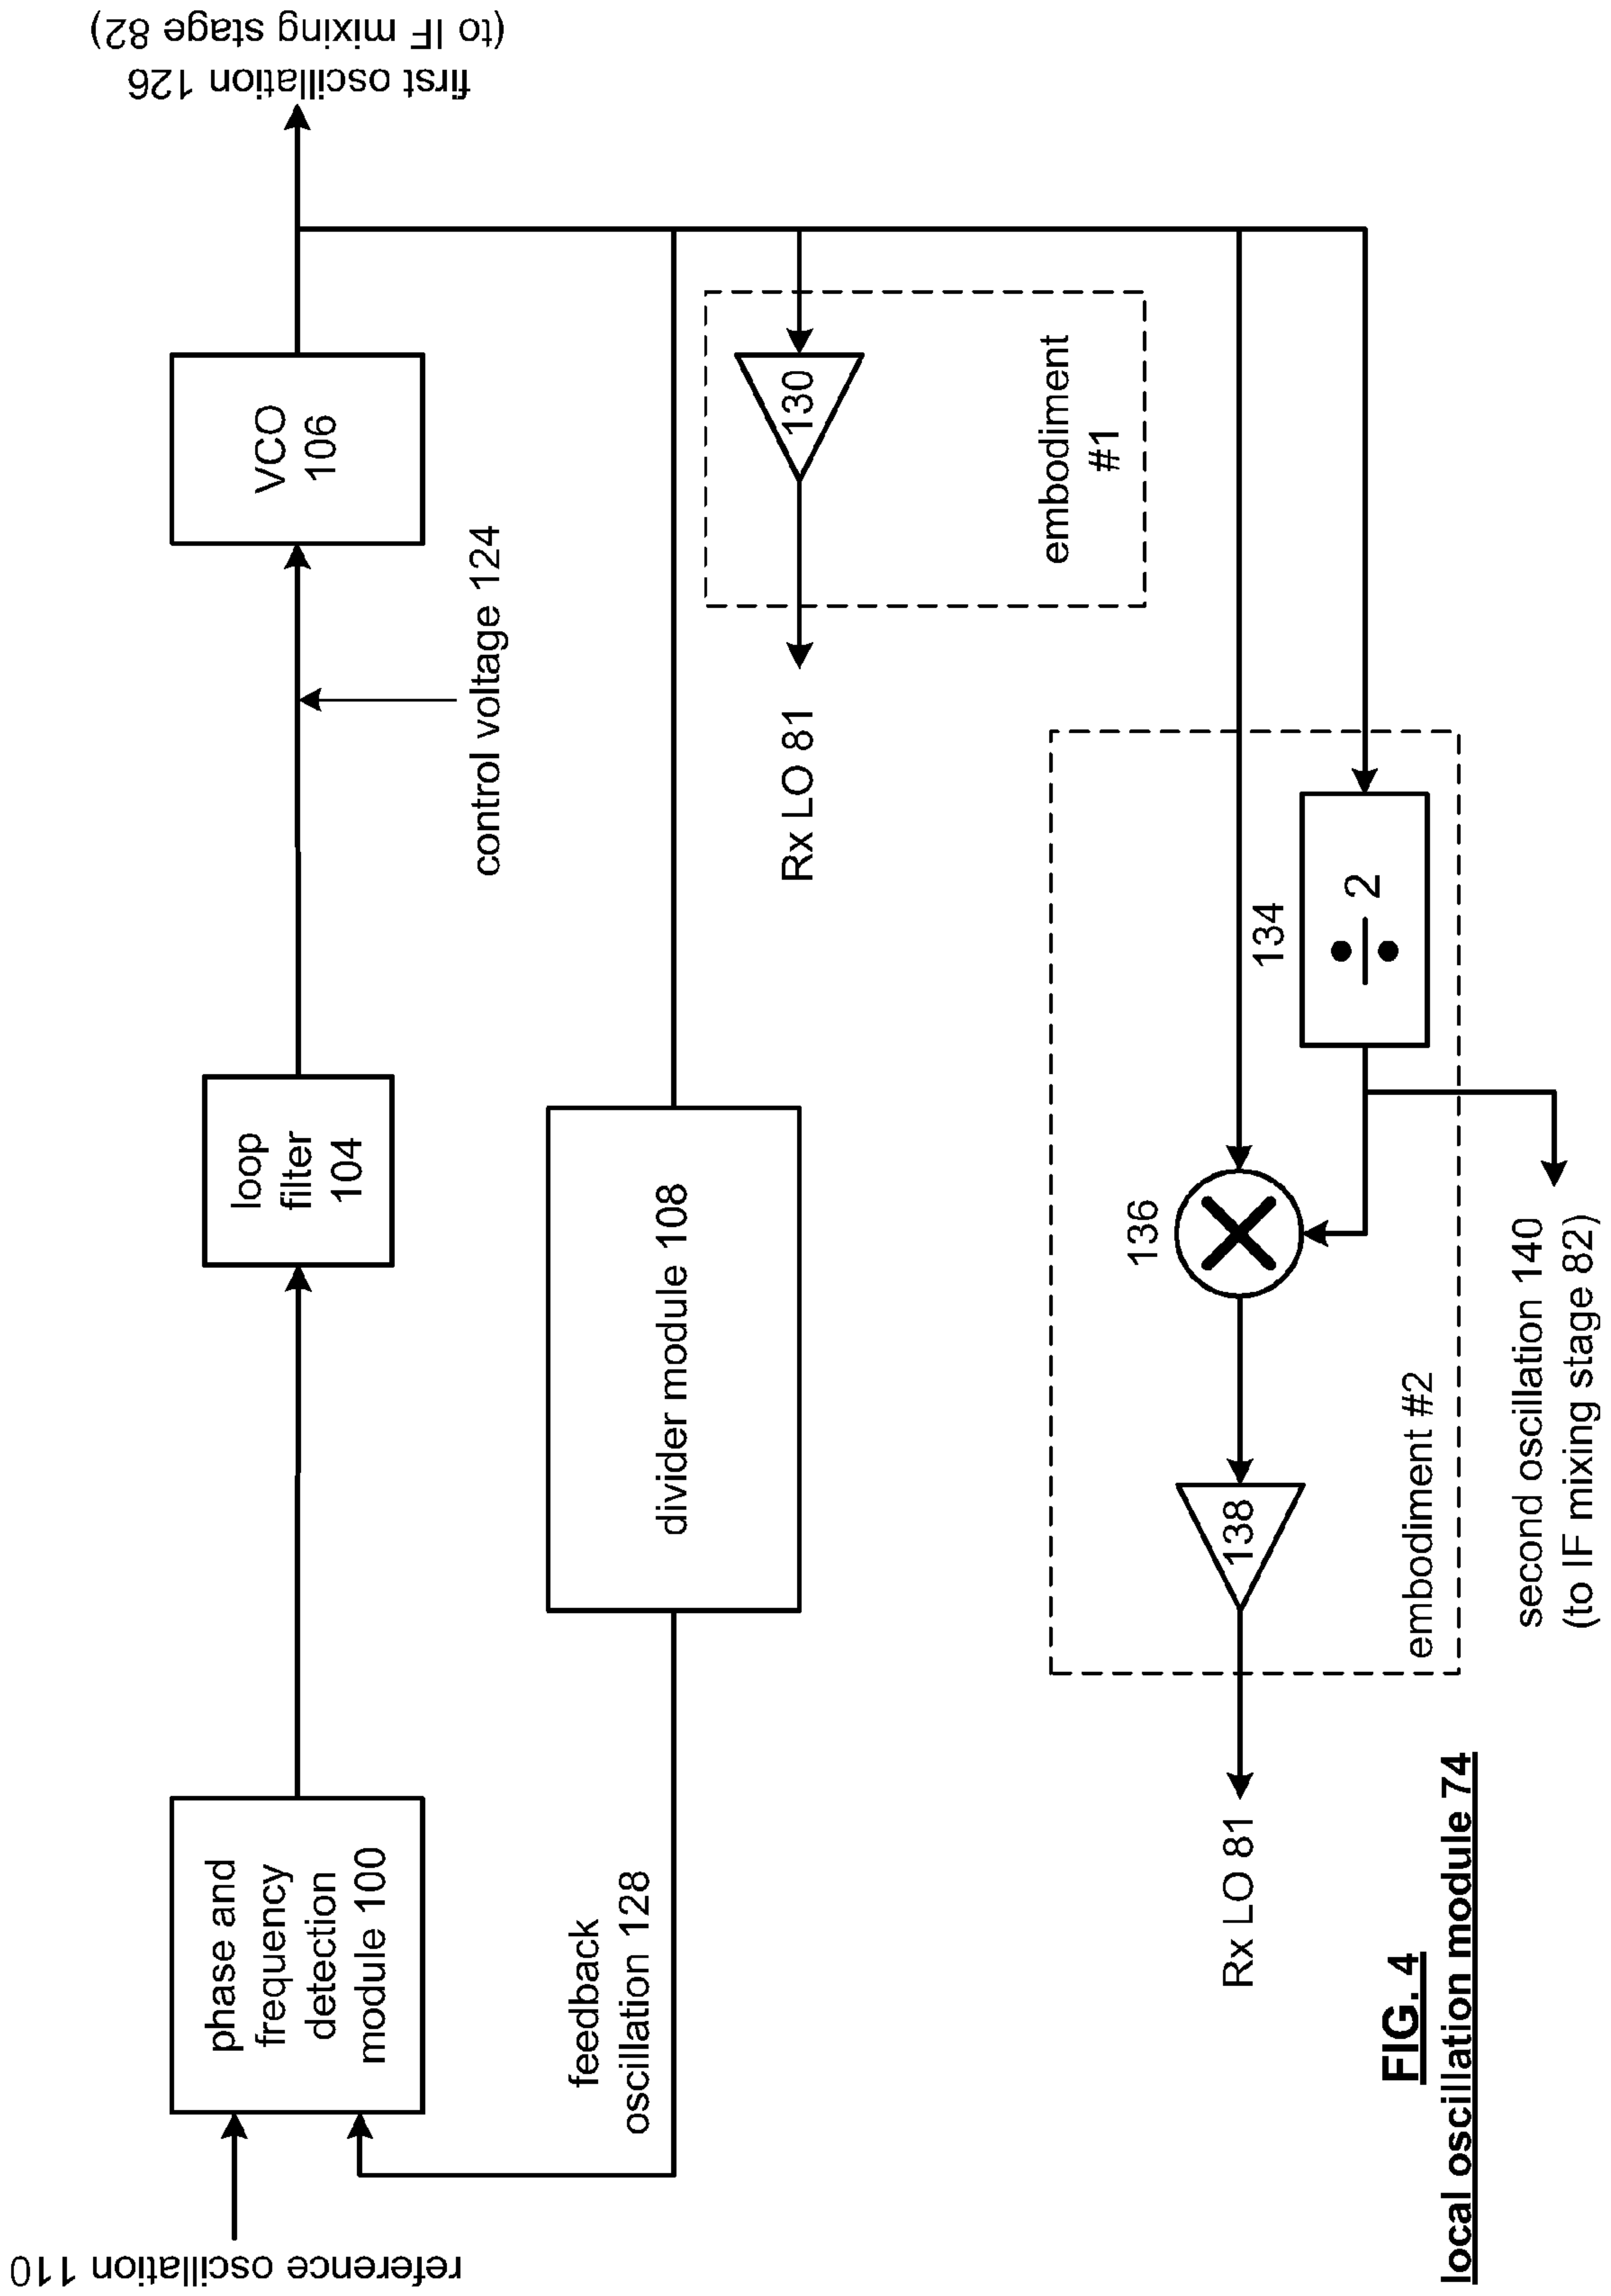 reference oscillation 110
phase and
frequency
detection
module 100
loop
filter
104
control voltage 124
VCO
106
first oscillation 126
(to IF mixing stage 82)
feedback
oscillation 128
divider module 108
Rx LO 81
130
embodiment
#1
Rx LO 81
138
136
134
÷ 2
embodiment #2
second oscillation 140
(to IF mixing stage 82)
FIG. 4
local oscillation module 74